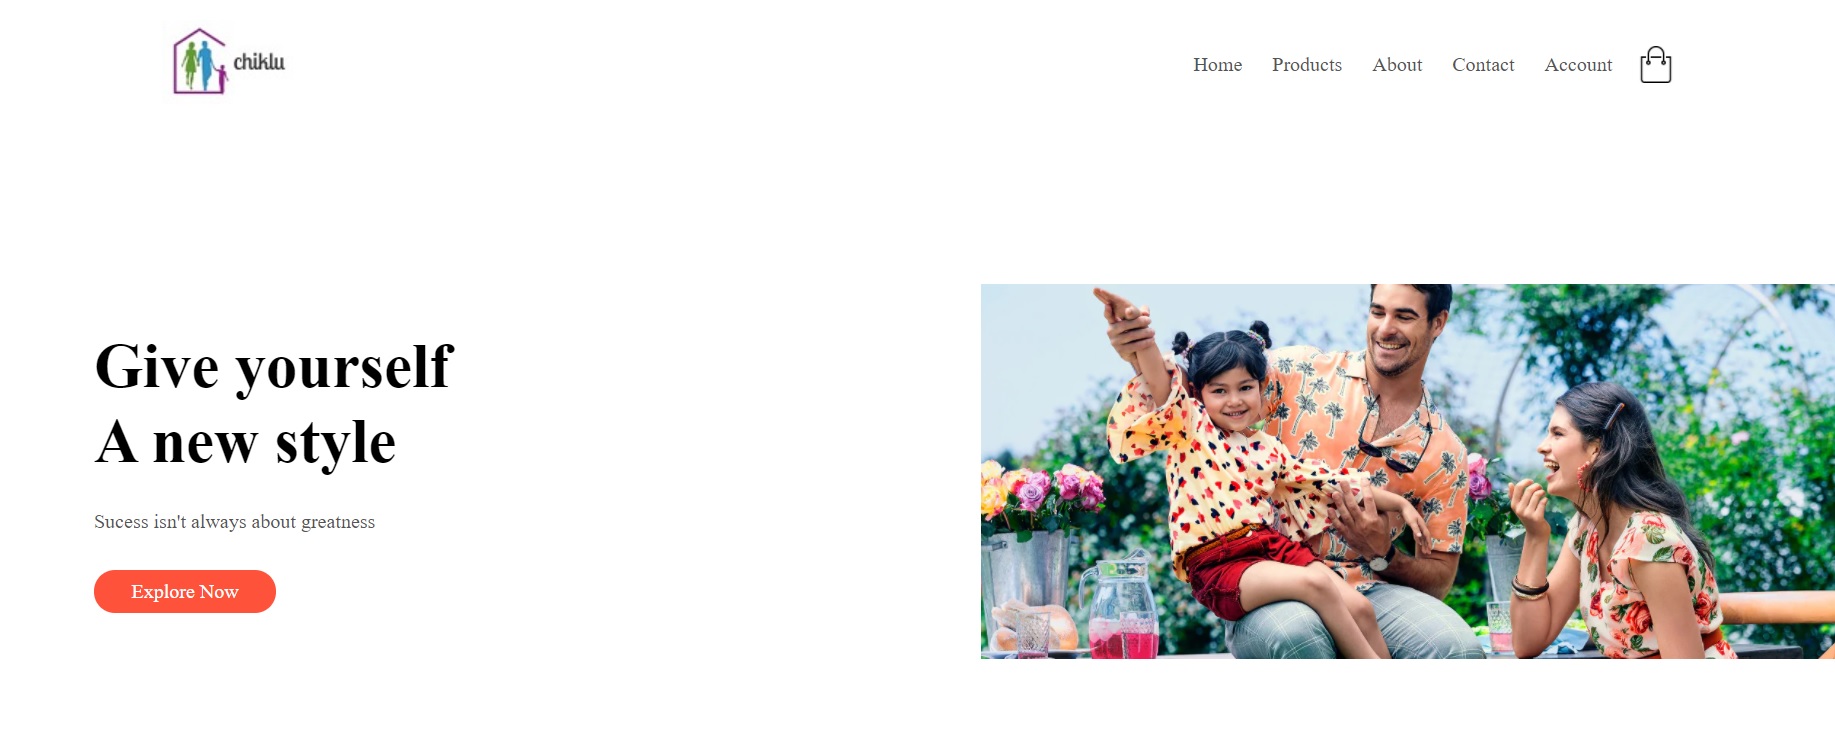 chiklu
Home Products About Contact Account
Give yourself
A new style
Sucess isn't always about greatness
Explore Now